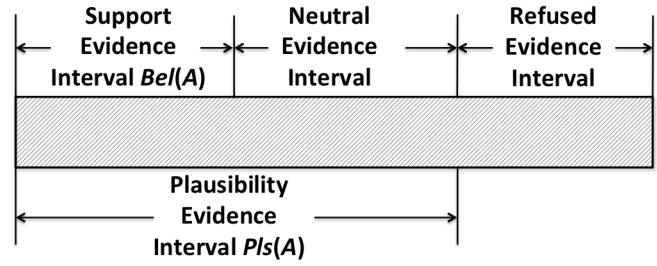 Support
Evidence
Interval Bel(A)
Neutral
Evidence
Interval
Refused
Evidence
Interval
Plausibility
Evidence
Interval Pls(A)